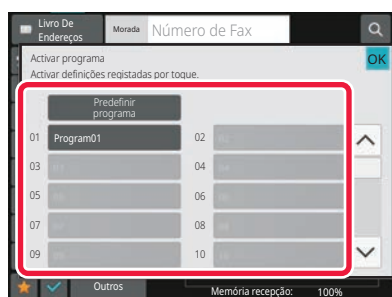 Livro De
Endereços
Morada
Número de Fax
Activar programa
OK
Activar definições registadas por toque.
Predefinir
programa
01 Program01 02
03 04
05 06
07 08
09 10
Outros
Memória recepção: 100%